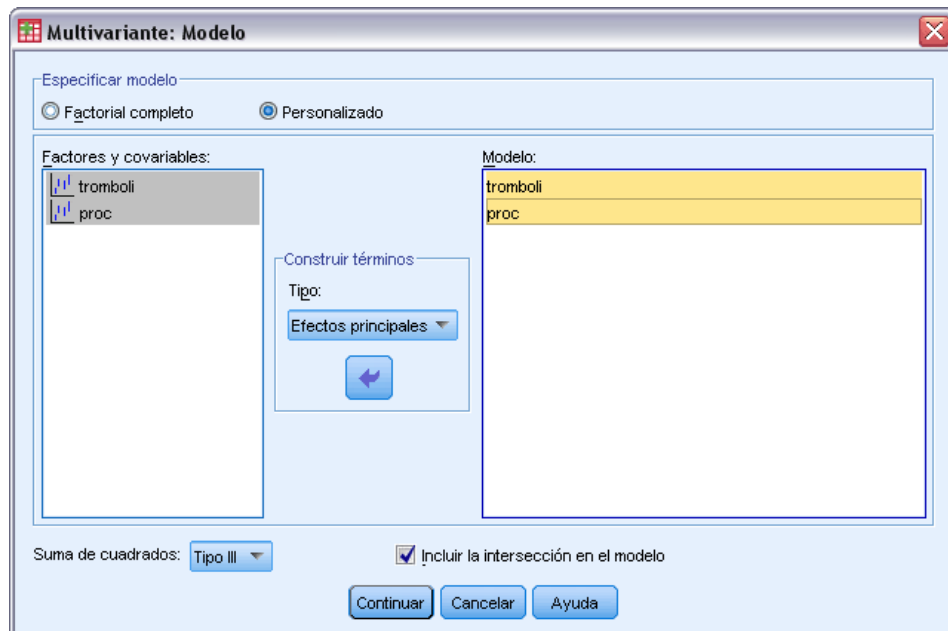 Multivariante: Modelo
Especificar modelo
Factorial completo
Personalizado
Factores y covariables:
tromboli
proc
Construir términos
Tipo:
Efectos principales
Modelo:
tromboli
proc
Suma de cuadrados:
Tipo III
Incluir la intersección en el modelo
Continuar
Cancelar
Ayuda